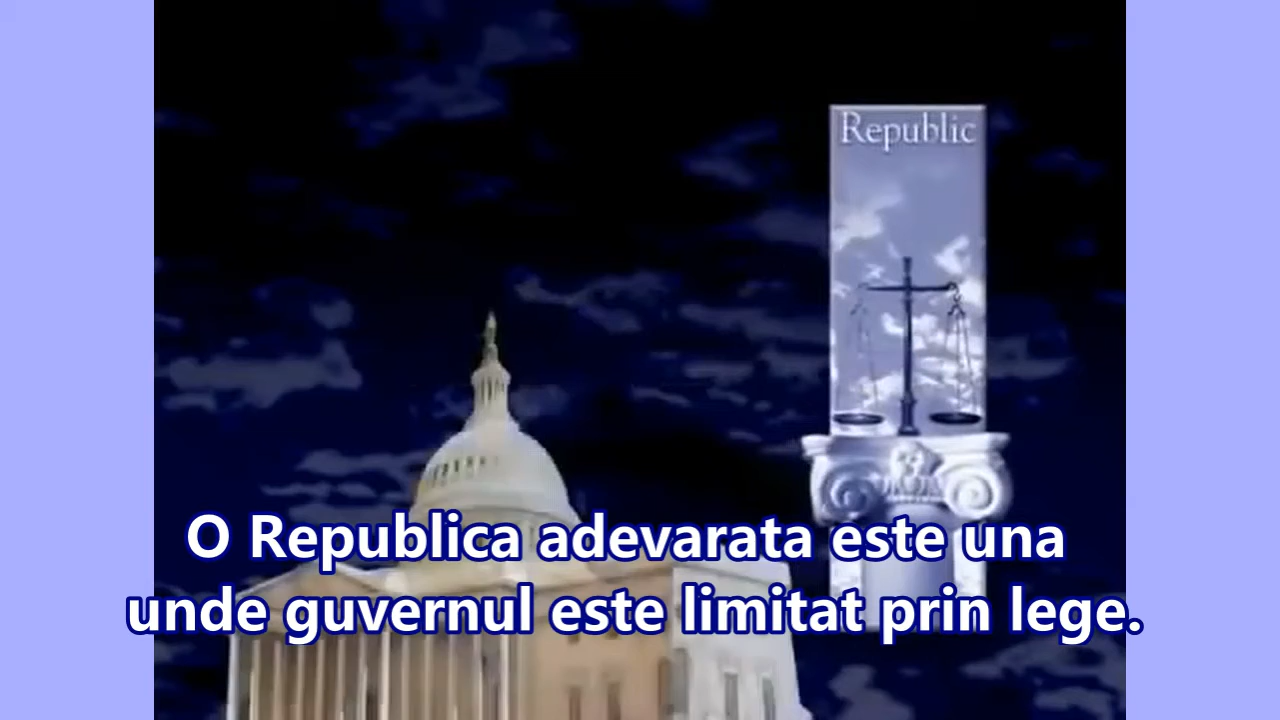 Republic
O Republica adevarata este una
unde guvernul este limitat prin lege.